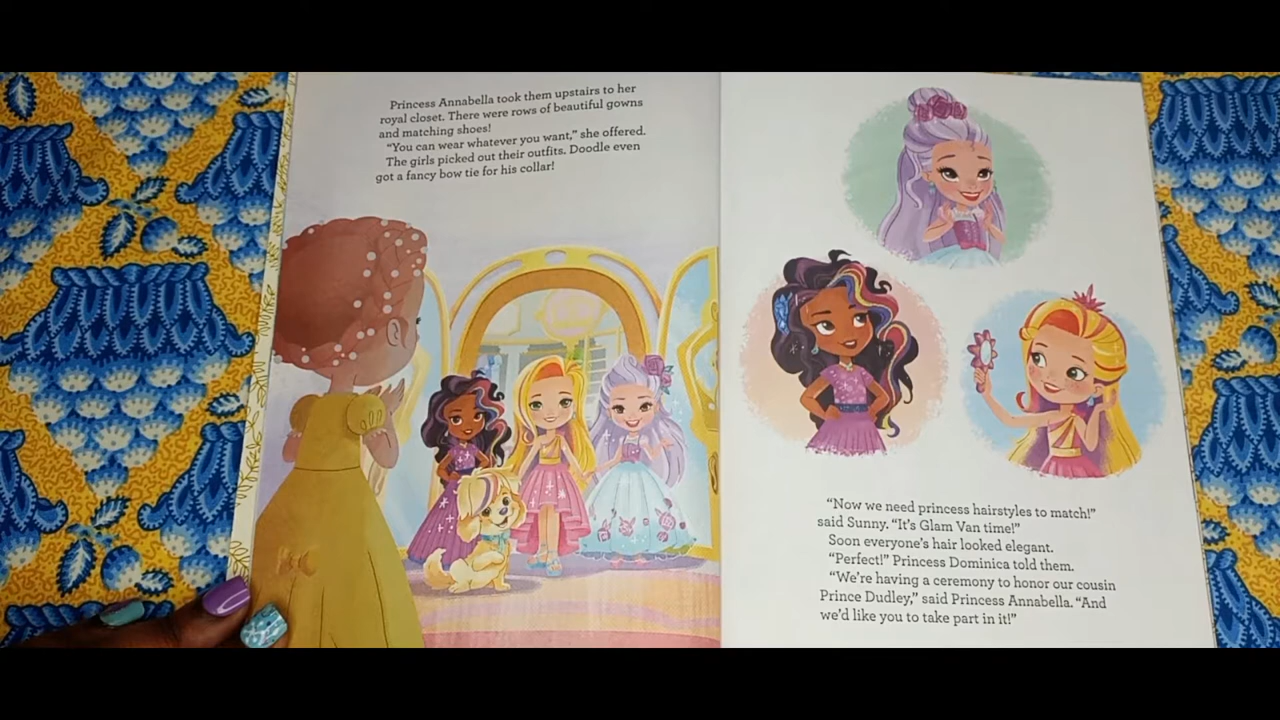 Princess Annabella took them upstairs to her
royal closet. There were rows of beautiful gowns
and matching shoes!
“You can wear whatever you want,” she offered.
The girls picked out their outfits. Doodle even
got a fancy bow tie for his collar!
“Now we need princess hairstyles to match!”
said Sunny. “It’s Glam Van time!”
Soon everyone’s hair looked elegant.
“Perfect!” Princess Dominica told them.
“We’re having a ceremony to honor our cousin
Prince Dudley,” said Princess Annabella. “And
we’d like you to take part in it!”